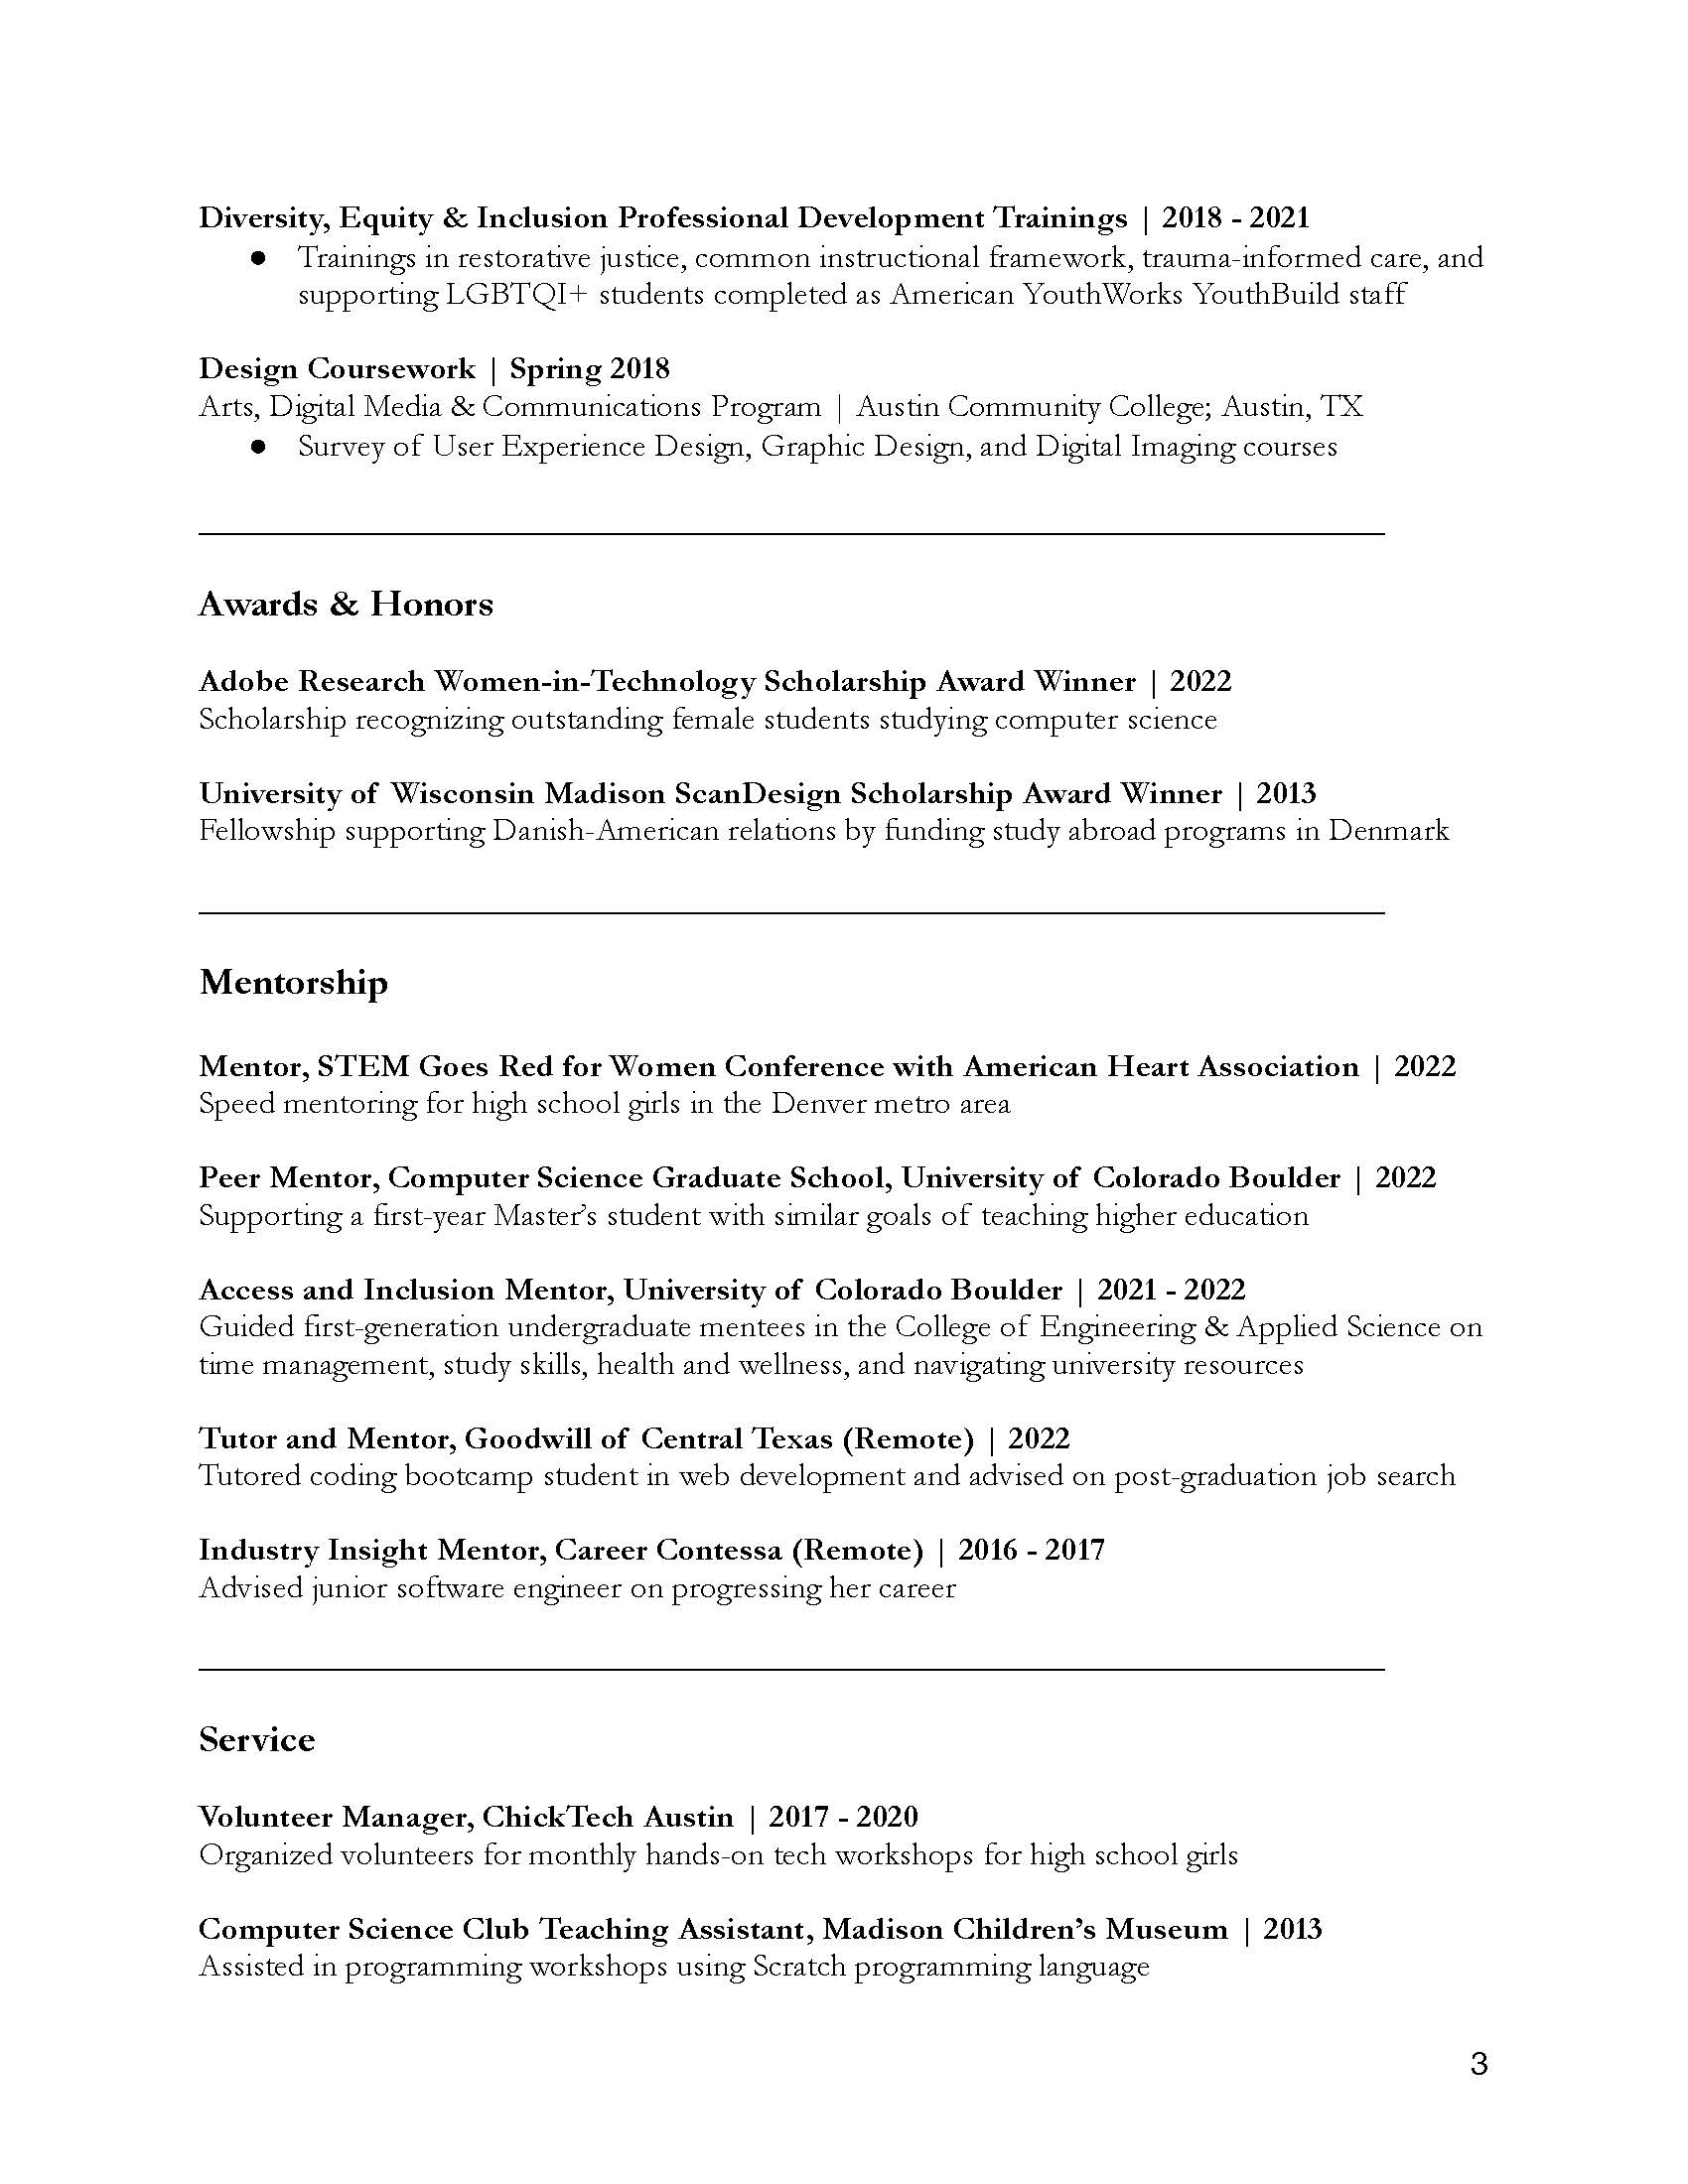 Diversity, Equity & Inclusion Professional Development Trainings | 2018 - 2021
● Trainings in restorative justice, common instructional framework, trauma-informed care, and
supporting LGBTQI+ students completed as American YouthWorks YouthBuild staff
Design Coursework | Spring 2018
Arts, Digital Media & Communications Program | Austin Community College; Austin, TX
● Survey of User Experience Design, Graphic Design, and Digital Imaging courses
Awards & Honors
Adobe Research Women-in-Technology Scholarship Award Winner | 2022
Scholarship recognizing outstanding female students studying computer science
University of Wisconsin Madison ScanDesign Scholarship Award Winner | 2013
Fellowship supporting Danish-American relations by funding study abroad programs in Denmark
Mentorship
Mentor, STEM Goes Red for Women Conference with American Heart Association | 2022
Speed mentoring for high school girls in the Denver metro area
Peer Mentor, Computer Science Graduate School, University of Colorado Boulder | 2022
Supporting a first-year Master’s student with similar goals of teaching higher education
Access and Inclusion Mentor, University of Colorado Boulder | 2021 - 2022
Guided first-generation undergraduate mentees in the College of Engineering & Applied Science on
time management, study skills, health and wellness, and navigating university resources
Tutor and Mentor, Goodwill of Central Texas (Remote) | 2022
Tutored coding bootcamp student in web development and advised on post-graduation job search
Industry Insight Mentor, Career Contessa (Remote) | 2016 - 2017
Advised junior software engineer on progressing her career
Service
Volunteer Manager, ChickTech Austin | 2017 - 2020
Organized volunteers for monthly hands-on tech workshops for high school girls
Computer Science Club Teaching Assistant, Madison Children’s Museum | 2013
Assisted in programming workshops using Scratch programming language
3